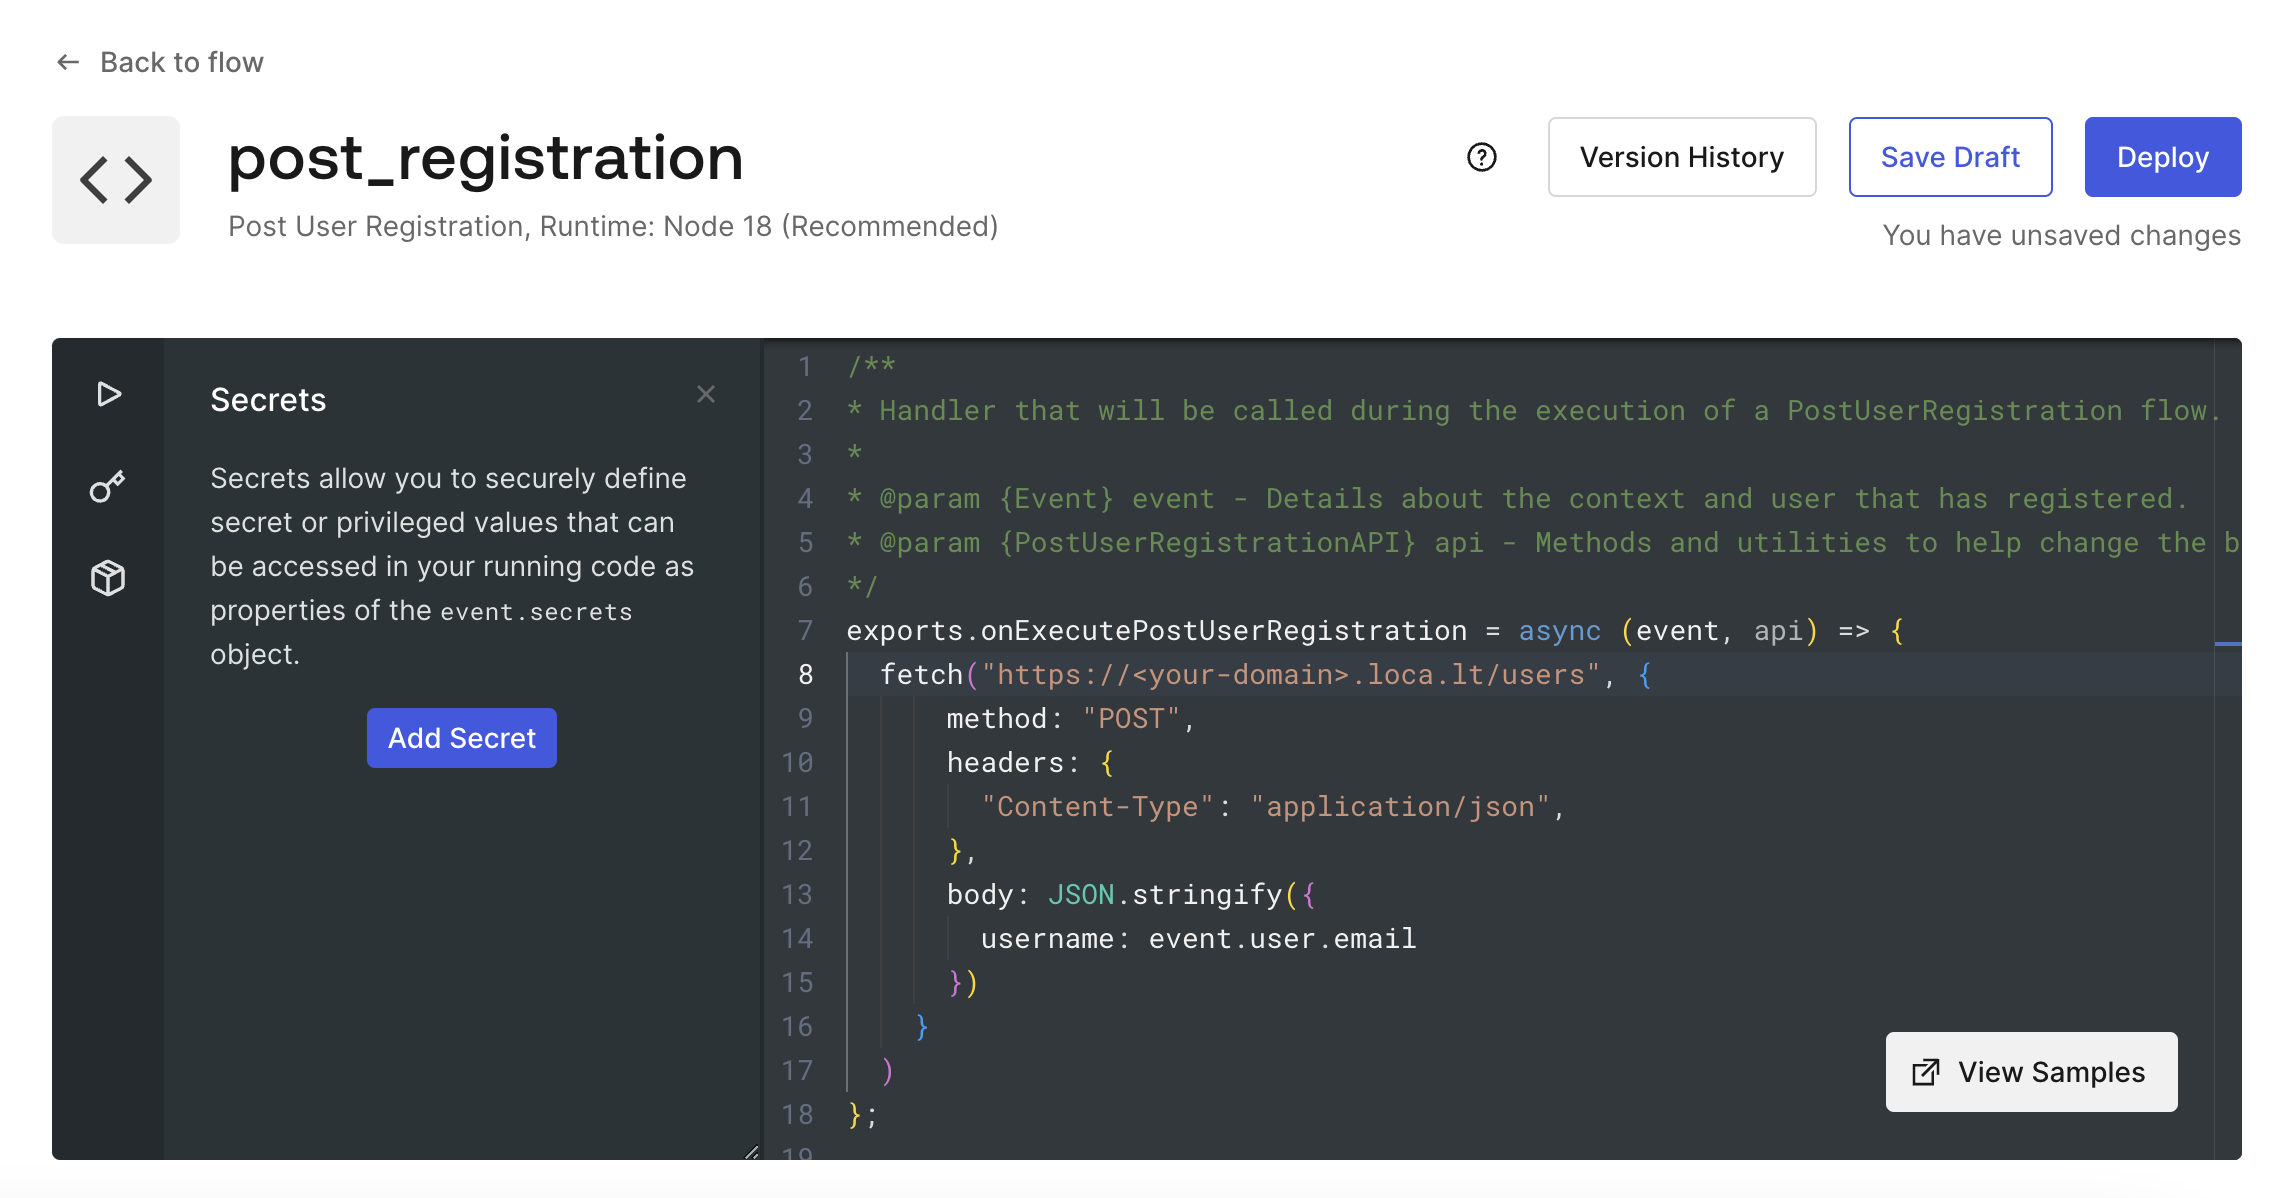 Back to flow
post_registration
Post User Registration, Runtime: Node 18 (Recommended)
Version History
Save Draft
Deploy
You have unsaved changes
Secrets
Secrets allow you to securely define
secret or privileged values that can
be accessed in your running code as
properties of the event.secrets
object.
Add Secret
1 /**
2 * Handler that will be called during the execution of a PostUserRegistration flow.
3 *
4 * @param {Event} event - Details about the context and user that has registered.
5 * @param {PostUserRegistrationAPI} api - Methods and utilities to help change the b
6 */
7 exports.onExecutePostUserRegistration = async (event, api) => {
8 fetch("https://<your-domain>.loca.lt/users", {
9 method: "POST",
10 headers: {
11 "Content-Type": "application/json",
12 },
13 body: JSON.stringify({
14 username: event.user.email
15 })
16 }
17 )
18 };
19
View Samples